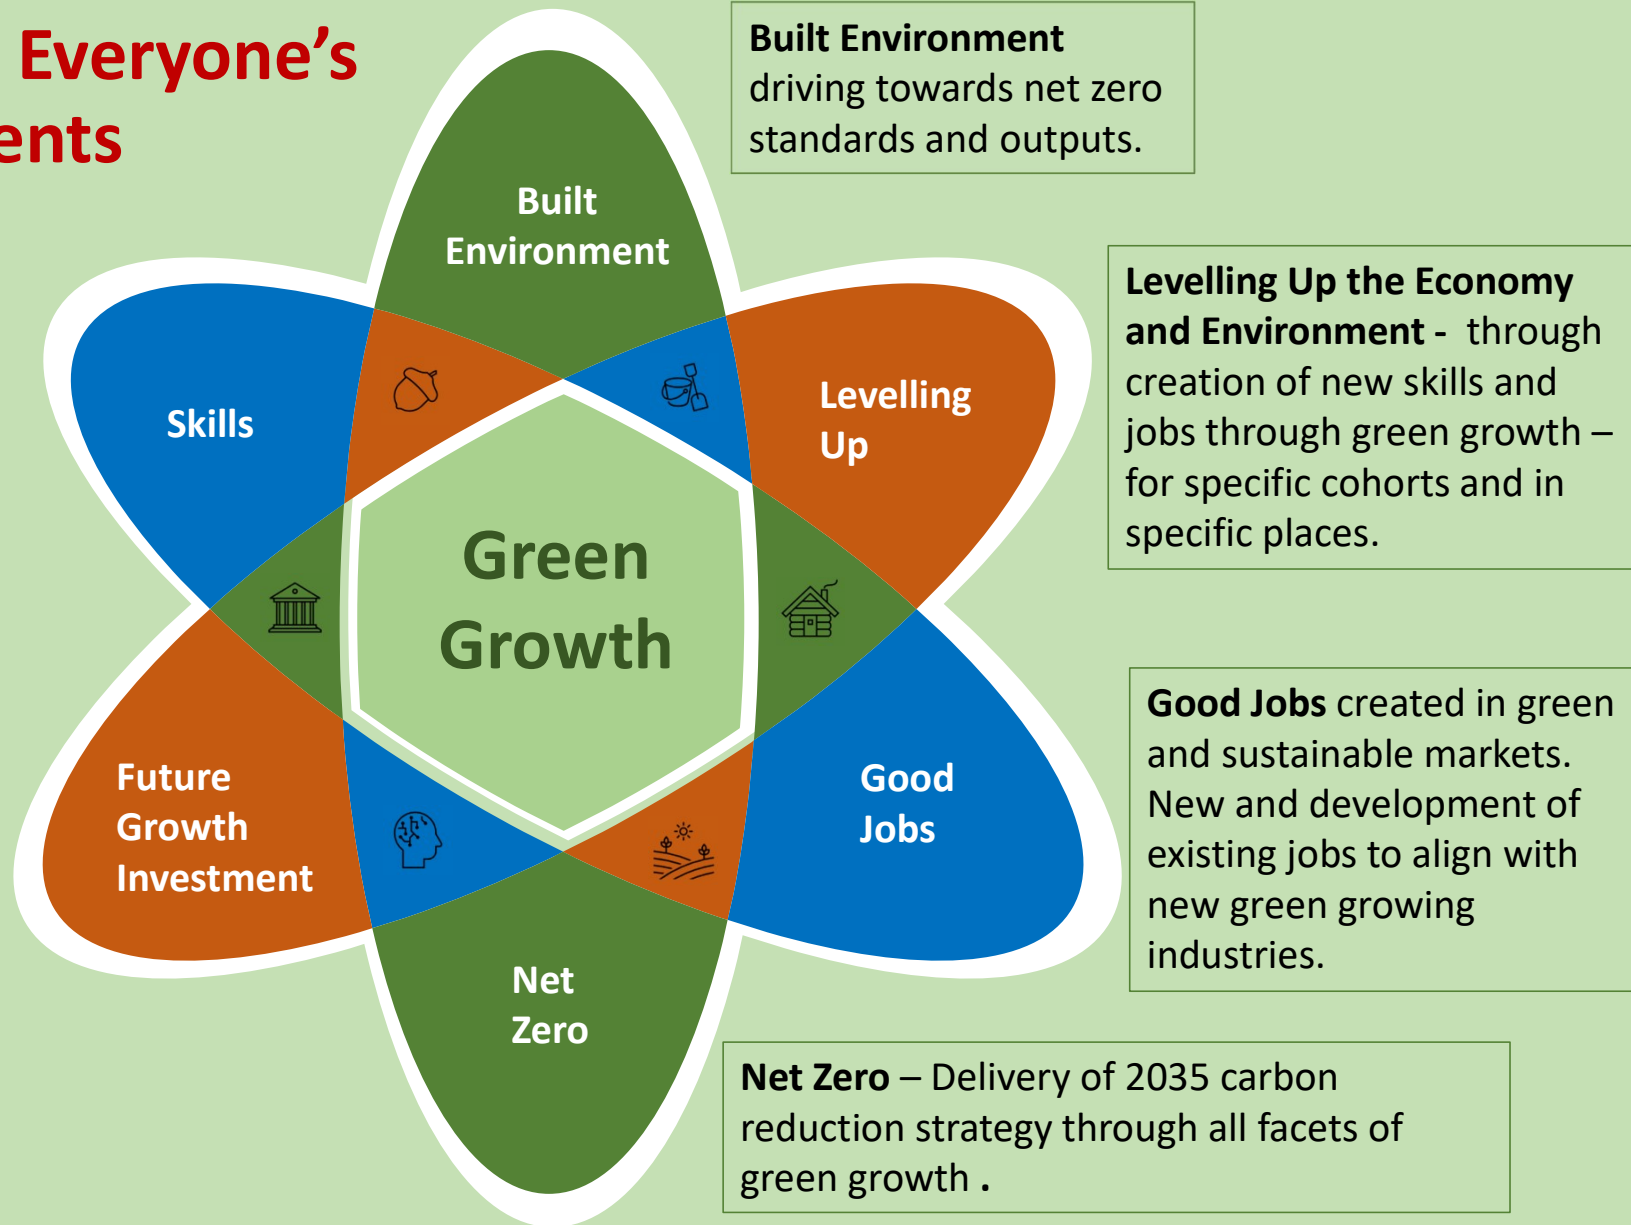 Everyone’s
ents
Built Environment
driving towards net zero
standards and outputs.
Built
Environment
Levelling Up the Economy
and Environment - through
creation of new skills and
jobs through green growth –
for specific cohorts and in
specific places.
Skills
Levelling
Up
Green
Growth
Good Jobs created in green
and sustainable markets.
New and development of
existing jobs to align with
new green growing
industries.
Future
Growth
Investment
Good
Jobs
Net
Zero
Net Zero – Delivery of 2035 carbon
reduction strategy through all facets of
green growth .